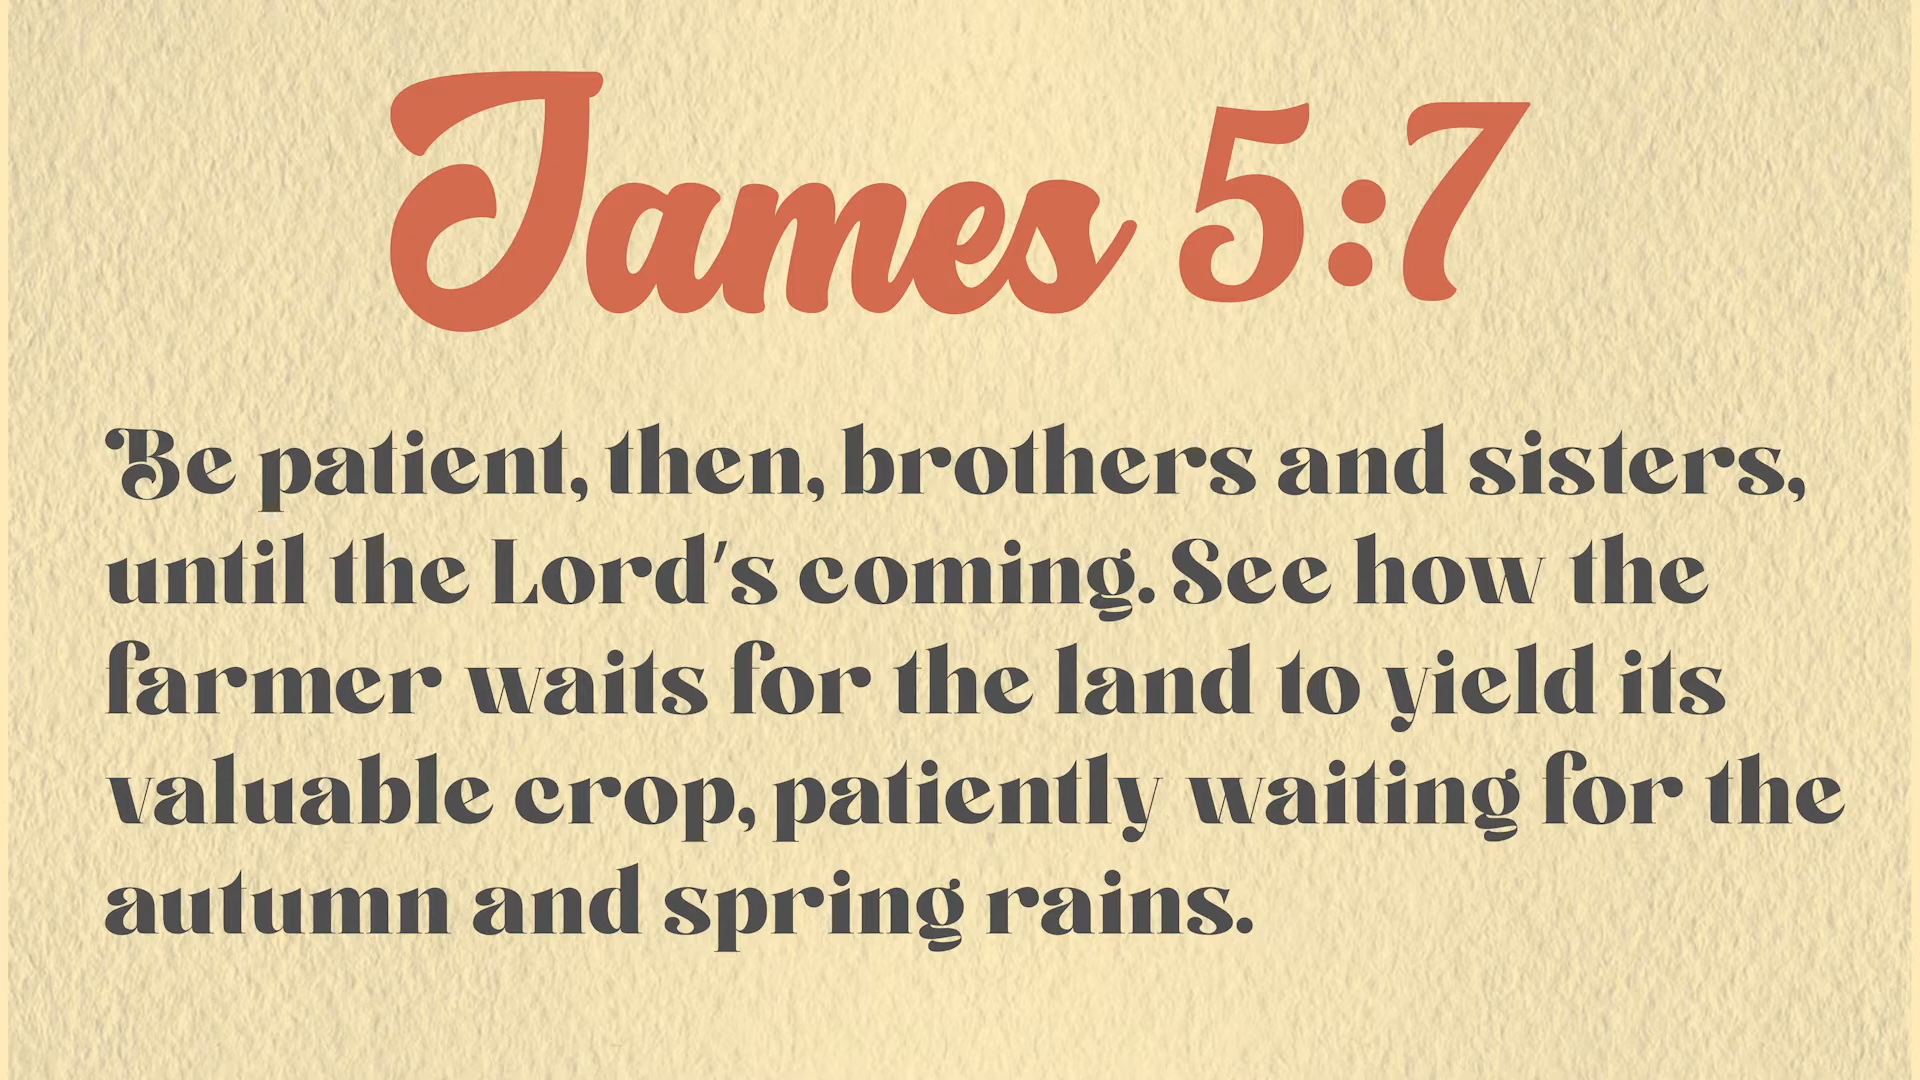 James 5:7
Be patient, then, brothers and sisters,
until the Lord's coming. See how the
farmer waits for the land to yield its
valuable crop, patiently waiting for the
autumn and spring rains.